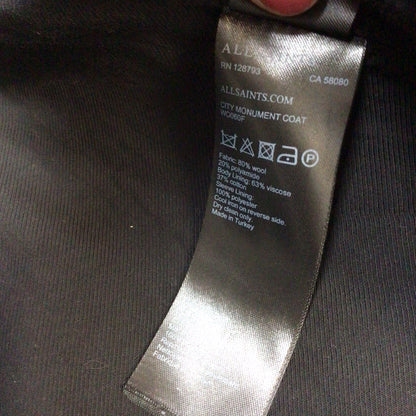 RN 128793 CA 58080
ALLSAINTS.COM
CITY MONUMENT COAT
WO060F
P
Fabric: 80% wool
20% polyamide
Body Lining: 63% viscose
37% cotton
Sleeve Lining:
100% polyester
Cool iron on reverse side.
Dry clean only
Made in Turkey